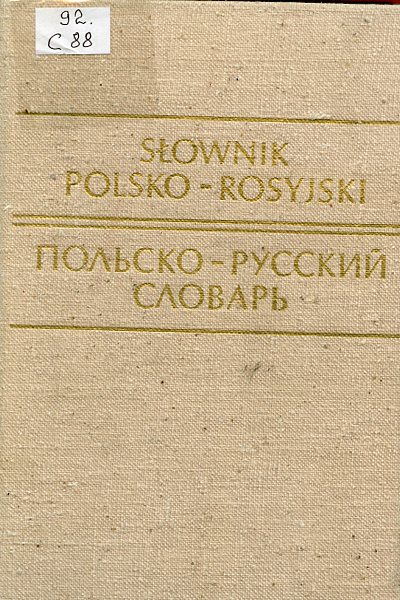 92.
С 88
SŁOWNIK
POLSKO-ROSYJSKI
ПОЛЬСКО-РУССКИЙ
СЛОВАРЬ